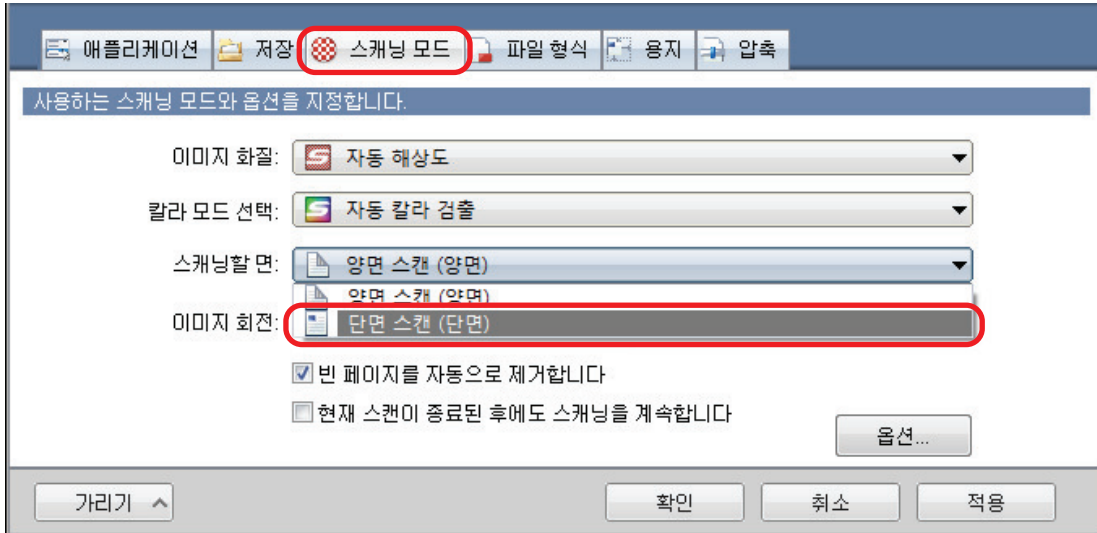 애플리케이션 저장 스캐닝 모드 파일 형식 용지 압축
사용하는 스캐닝 모드와 옵션을 지정합니다.
이미지 화질: 자동 해상도
칼라 모드 선택: 자동 칼라 검출
스캐닝할 면: 양면 스캔 (양면)
양면 스캔 (양면)
이미지 회전: 단면 스캔 (단면)
빈 페이지를 자동으로 제거합니다
현재 스캔이 종료된 후에도 스캐닝을 계속합니다
옵션...
가리기 확인 취소 적용